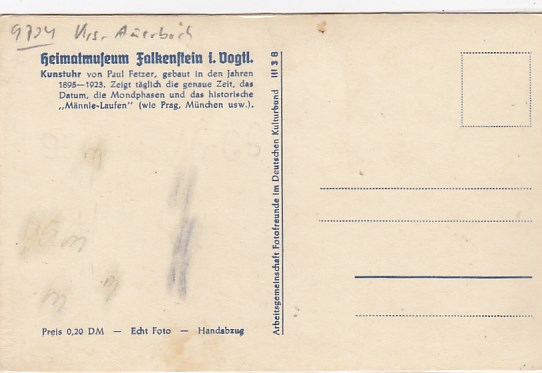 9724 Krs. Auerbach
Heimatmuseum Falkenstein i. Vogtl.
Kunstuhr von Paul Fetzer, gebaut in den Jahren
1895—1923. Zeigt täglich die genaue Zeit, das
Datum, die Mondphasen und das historische
„Männle-Laufen" (wie Prag, München usw.).
Preis 0,20 DM — Echt Foto — Handabzug
Arbeitsgemeinschaft Fotofreunde im Deutschen Kulturbund III 3 8